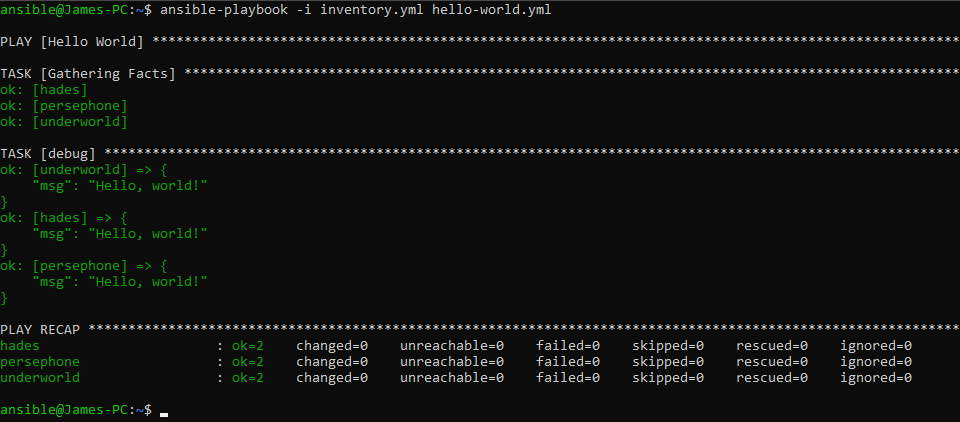 ansible@James-PC:~$ ansible-playbook -i inventory.yml hello-world.yml
PLAY [Hello World] *****************************************************************************************************
TASK [Gathering Facts] *************************************************************************************************
ok: [hades]
ok: [persephone]
ok: [underworld]
TASK [debug] ***********************************************************************************************************
ok: [underworld] => {
    "msg": "Hello, world!"
}
ok: [hades] => {
    "msg": "Hello, world!"
}
ok: [persephone] => {
    "msg": "Hello, world!"
}
PLAY RECAP *************************************************************************************************************
hades                      : ok=2    changed=0    unreachable=0    failed=0    skipped=0    rescued=0    ignored=0
persephone                 : ok=2    changed=0    unreachable=0    failed=0    skipped=0    rescued=0    ignored=0
underworld                 : ok=2    changed=0    unreachable=0    failed=0    skipped=0    rescued=0    ignored=0
ansible@James-PC:~$